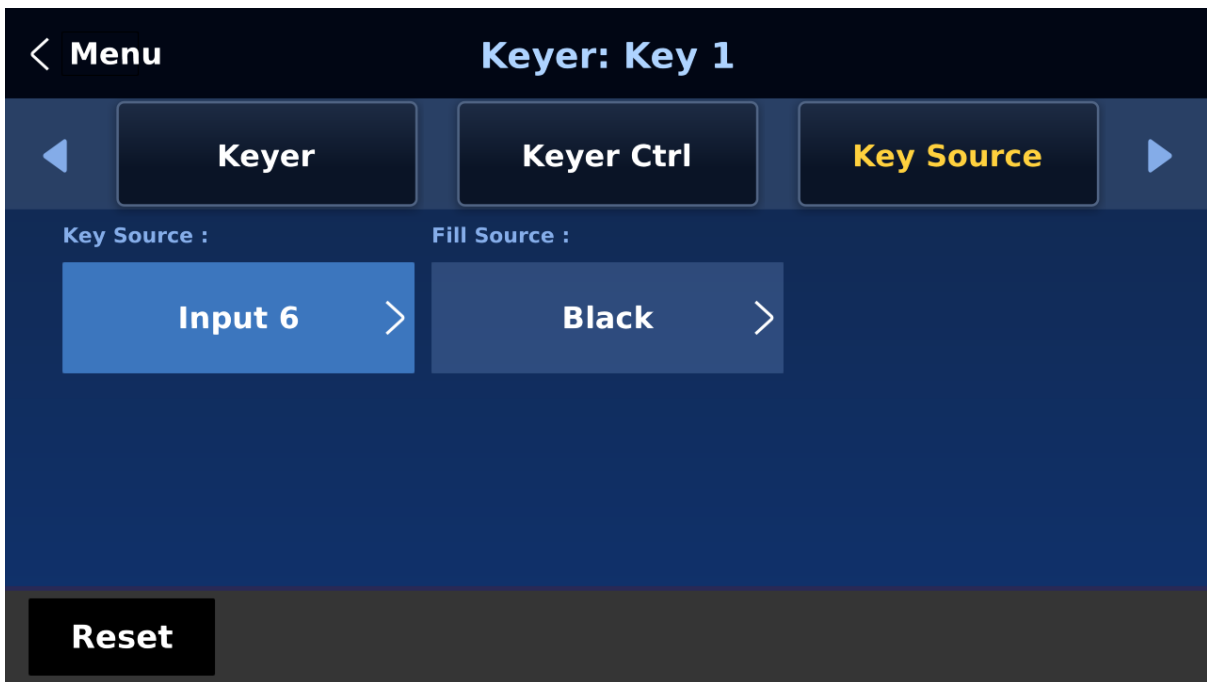 Menu
Keyer: Key 1
Keyer
Keyer Ctrl
Key Source
Key Source :
Fill Source :
Input 6
Black
Reset